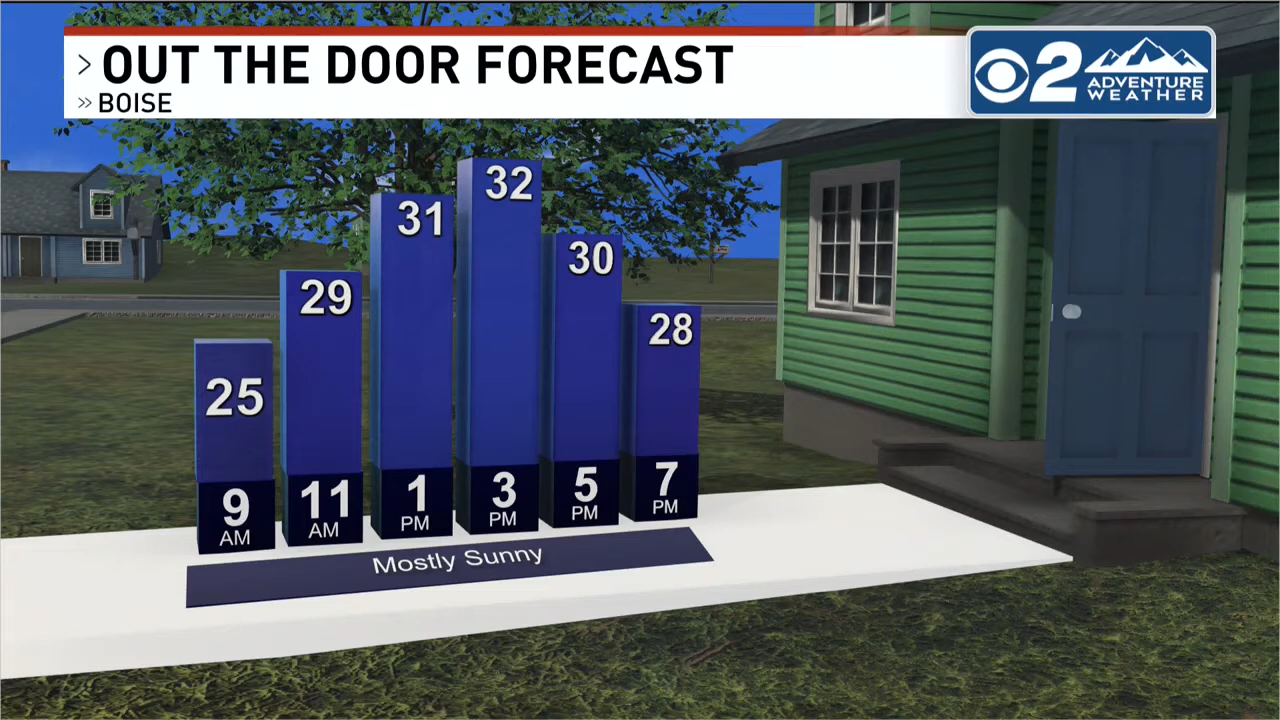 > OUT THE DOOR FORECAST
» BOISE
2 ADVENTURE
WEATHER
25
29
31
32
30
28
9
AM
11
AM
1
PM
3
PM
5
PM
7
PM
Mostly Sunny